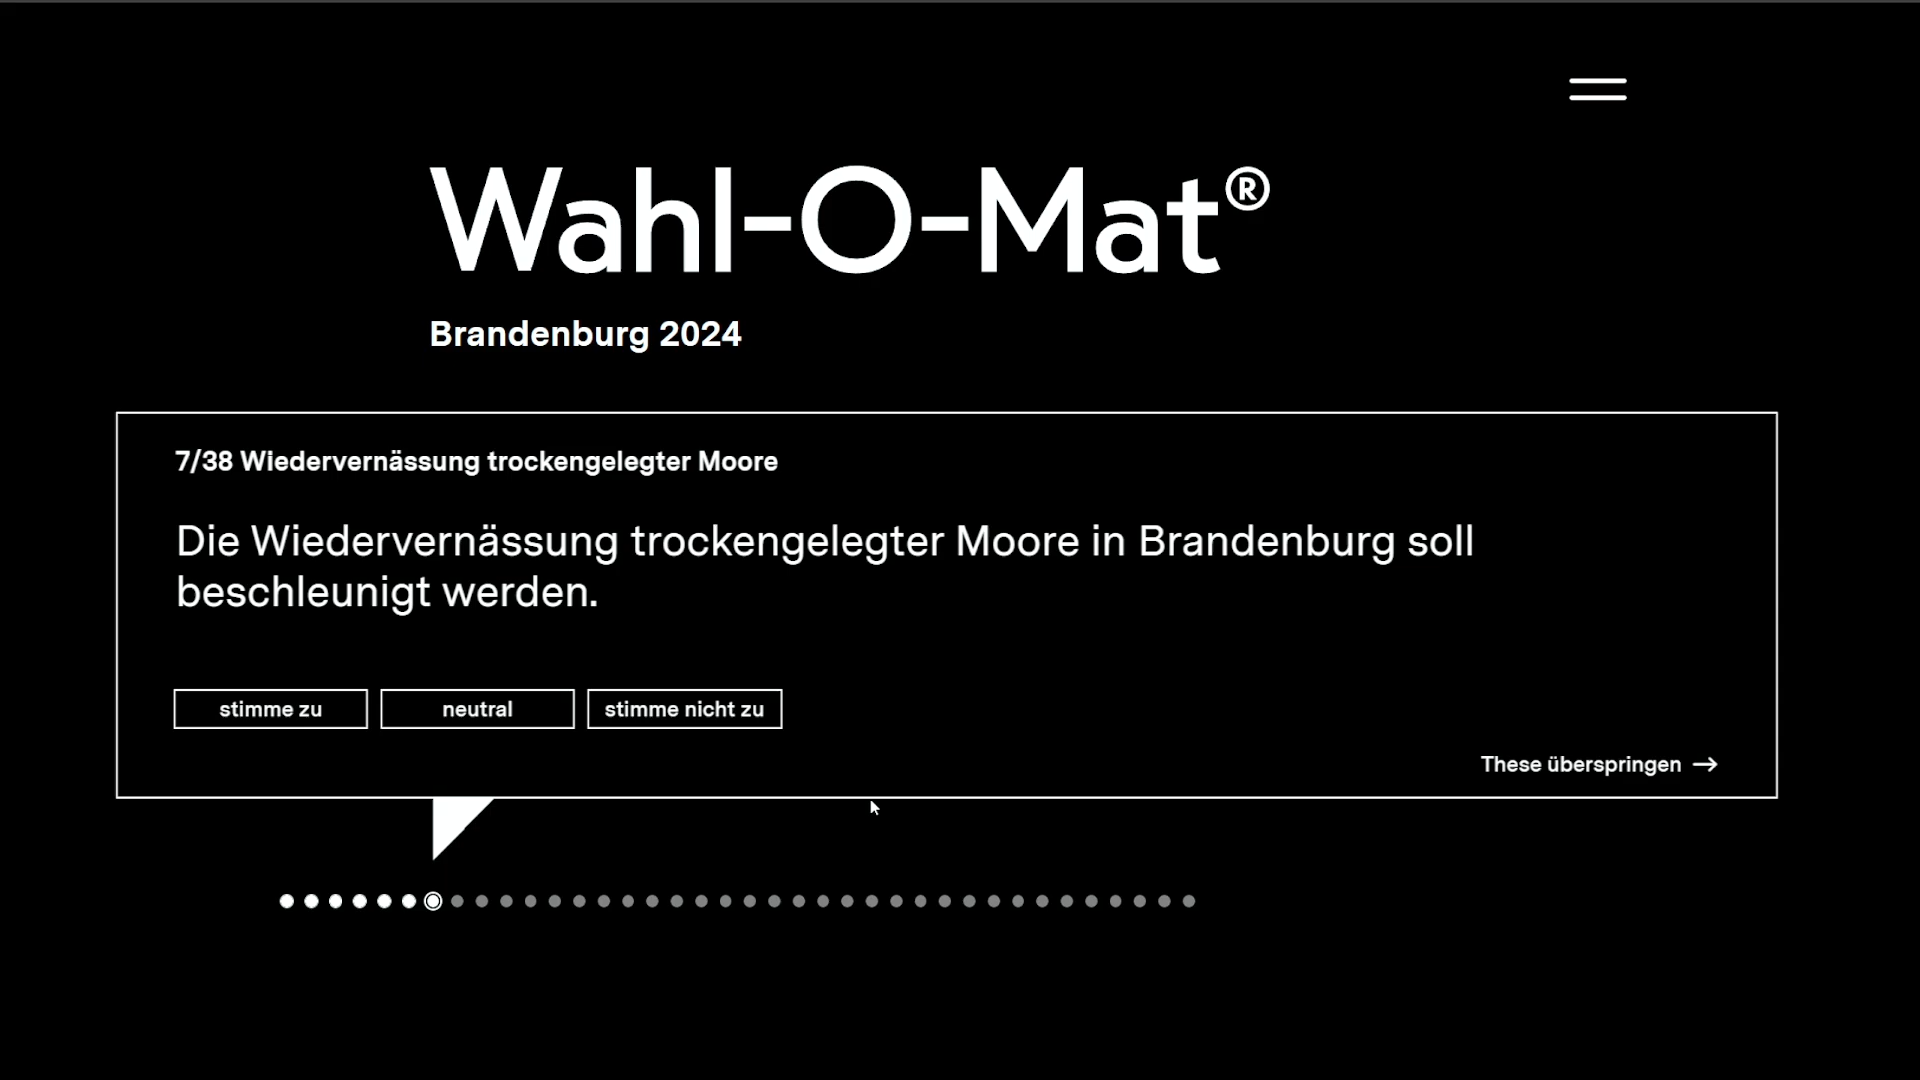 Wahl-O-Mat®
Brandenburg 2024
7/38 Wiedervernässung trockengelegter Moore
Die Wiedervernässung trockengelegter Moore in Brandenburg soll
beschleunigt werden.
stimme zu
neutral
stimme nicht zu
These überspringen →